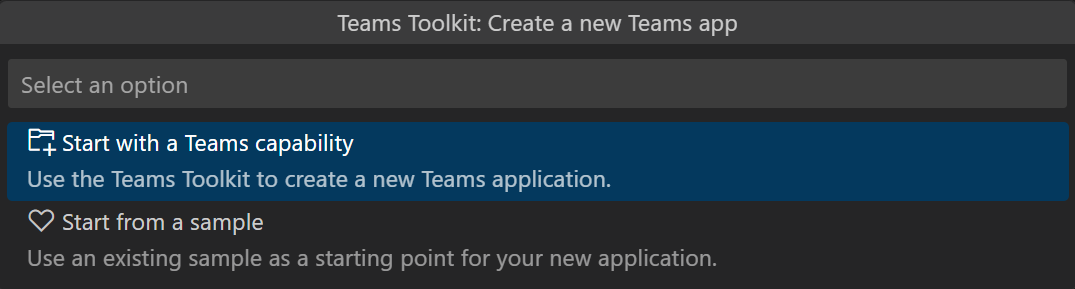 Teams Toolkit: Create a new Teams app
Select an option
Start with a Teams capability
Use the Teams Toolkit to create a new Teams application.
Start from a sample
Use an existing sample as a starting point for your new application.